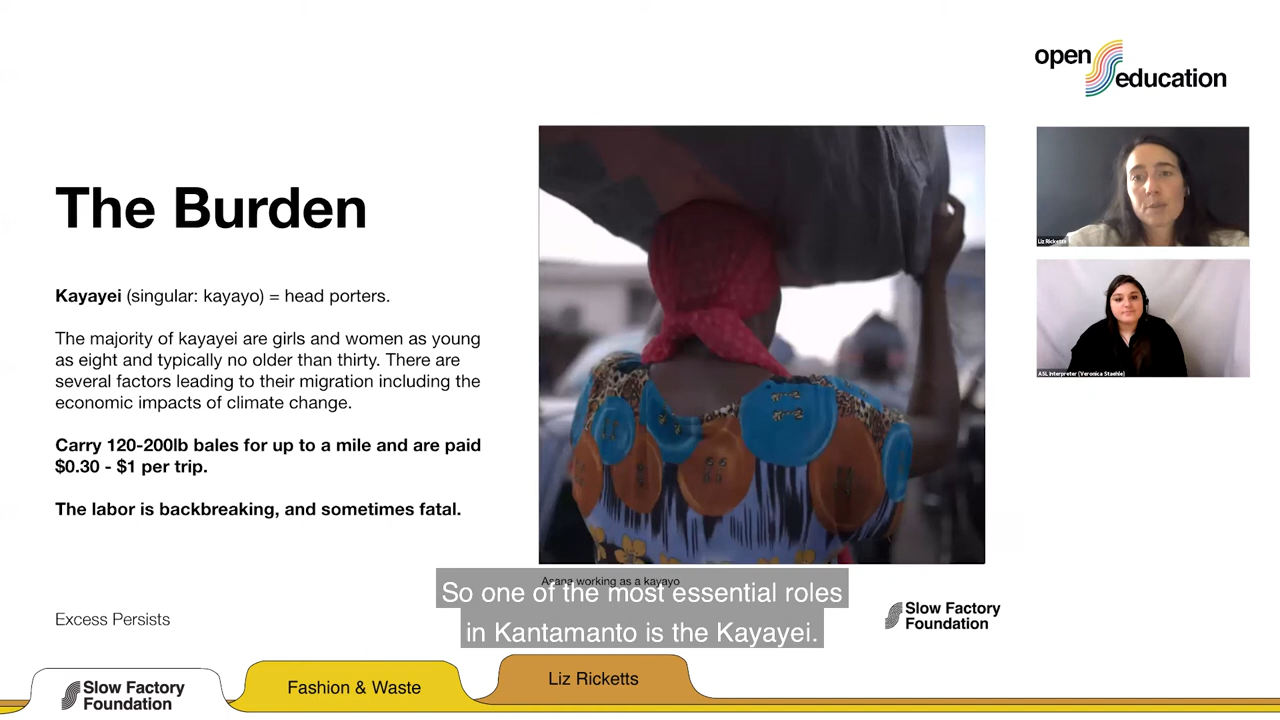 open
education
The Burden
Kayayei (singular: kayayo) = head porters.
The majority of kayayei are girls and women as young
as eight and typically no older than thirty. There are
several factors leading to their migration including the
economic impacts of climate change.
Carry 120-200lb bales for up to a mile and are paid
$0.30 - $1 per trip.
The labor is backbreaking, and sometimes fatal.
Liz Ricketts
ASL Interpreter (Veronica Staehle)
Asana working as a kayayo
So one of the most essential roles
in Kantamanto is the Kayayei.
Excess Persists
Slow Factory
Foundation
Slow Factory
Foundation
Fashion & Waste
Liz Ricketts